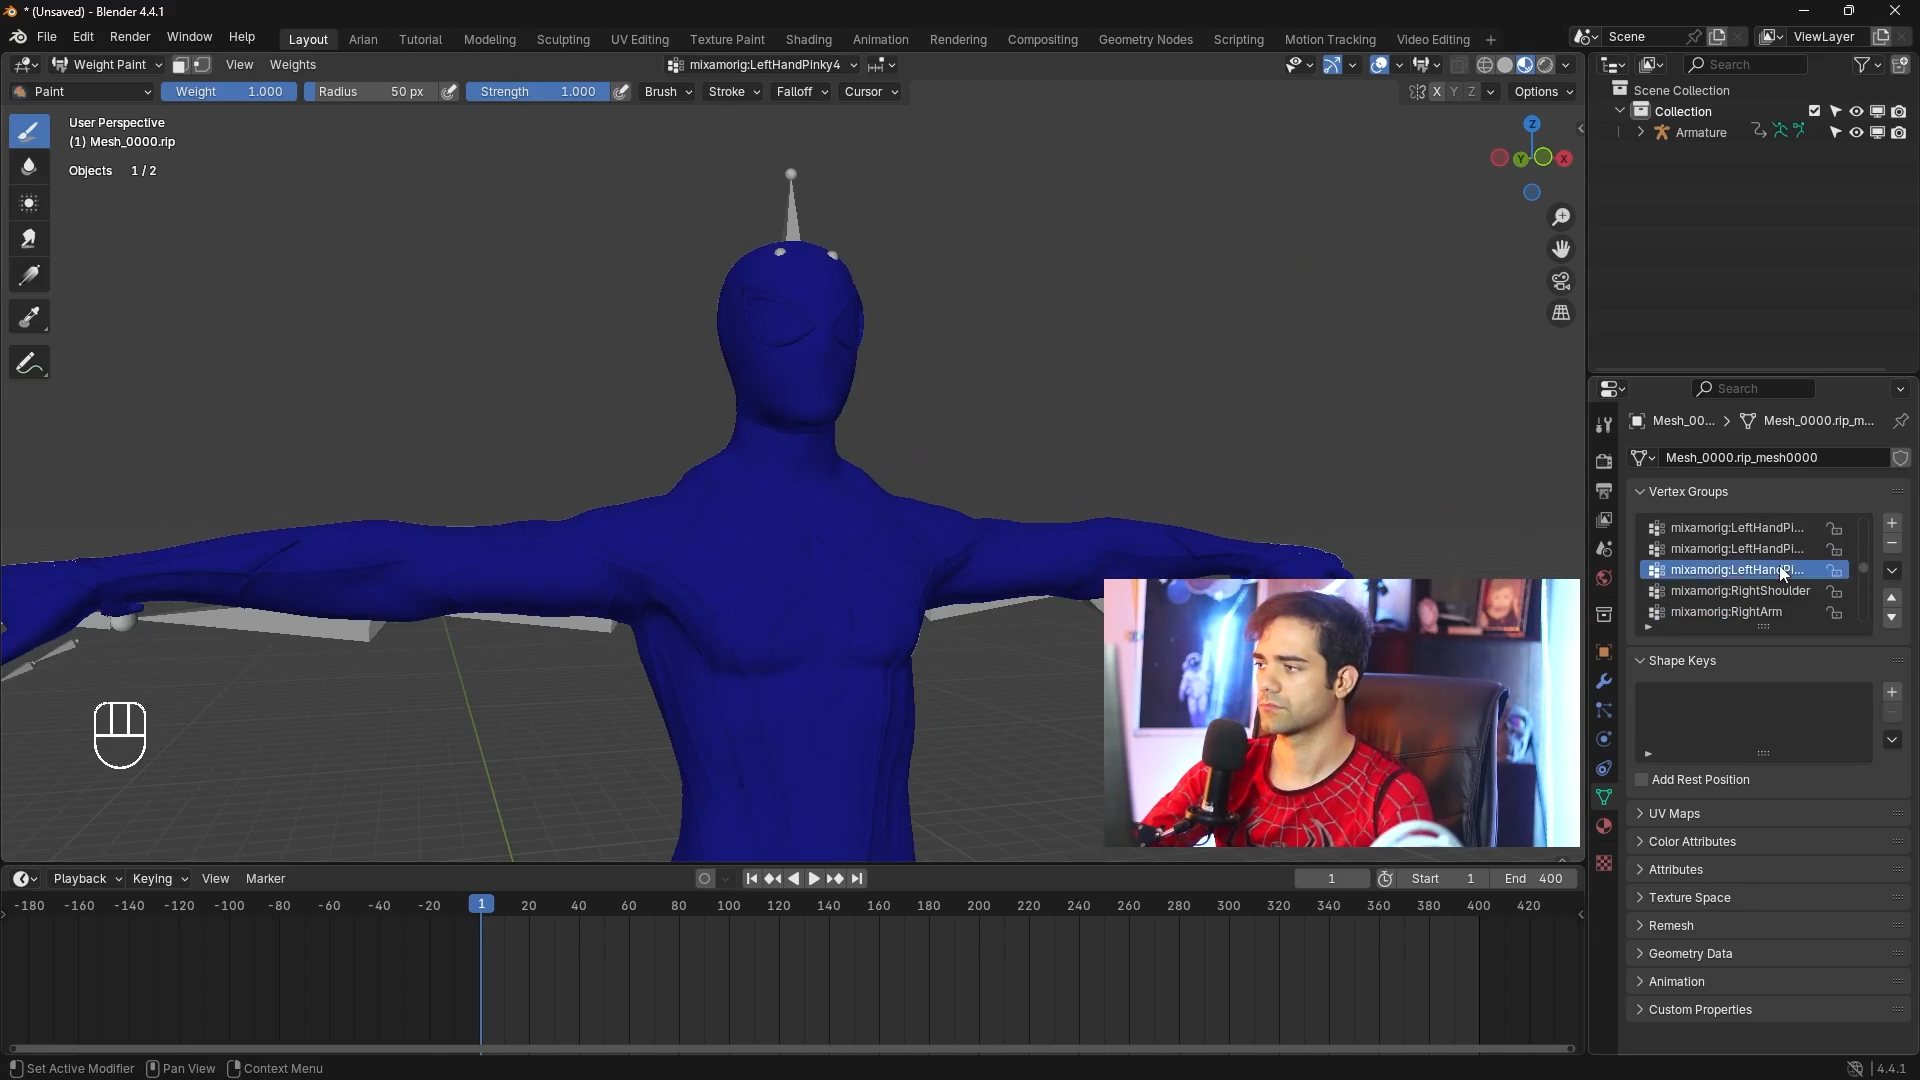 * (Unsaved) - Blender 4.4.1
File Edit Render Window Help Layout Arian Tutorial Modeling Sculpting UV Editing Texture Paint Shading Animation Rendering Compositing Geometry Nodes Scripting Motion Tracking Video Editing + Scene ViewLayer
Weight Paint View Weights mixamorig:LeftHandPinky4 Search
Paint Weight 1.000 Radius 50 px Strength 1.000 Brush Stroke Falloff Cursor X Y Z Options
Scene Collection
Collection
Armature
User Perspective
(1) Mesh_0000.rip
Objects 1 / 2
Z
Y
X
Search
Mesh_00... > Mesh_0000.rip_m...
Mesh_0000.rip_mesh0000
Vertex Groups
mixamorig:LeftHandPi...
mixamorig:LeftHandPi...
mixamorig:LeftHandPi...
mixamorig:RightShoulder
mixamorig:RightArm
Shape Keys
Add Rest Position
UV Maps
Color Attributes
Attributes
Texture Space
Remesh
Geometry Data
Animation
Custom Properties
Playback Keying View Marker 1 Start 1 End 400
-180 -160 -140 -120 -100 -80 -60 -40 -20 1 20 40 60 80 100 120 140 160 180 200 220 240 260 280 300 320 340 360 380 400 420
Set Active Modifier Pan View Context Menu 4.4.1